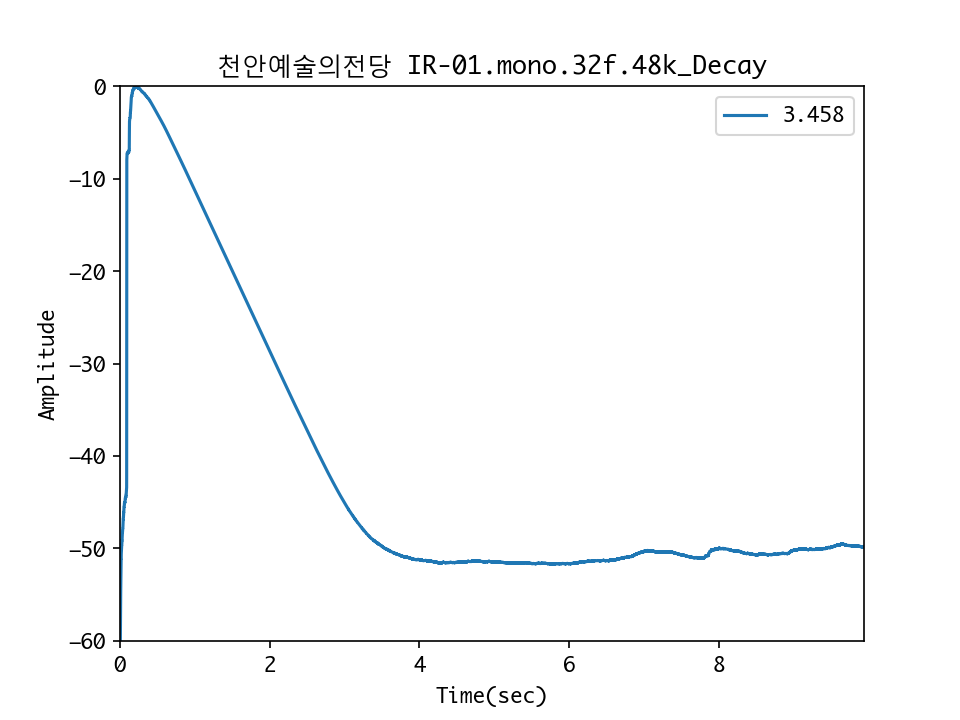 천안예술의전당 IR-01.mono.32f.48k_Decay
3.458
0
−10
−20
−30
−40
−50
−60
Amplitude
0 2 4 6 8
Time(sec)